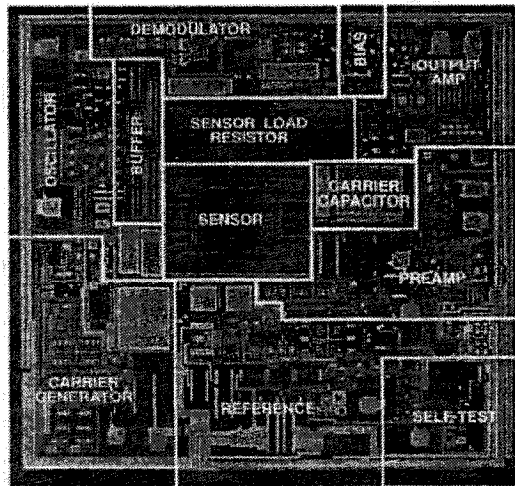 DEMODULATOR
BIAS
OUTPUT
AMP
OSCILLATOR
BUFFER
SENSOR LOAD
RESISTOR
CARRIER
CAPACITOR
SENSOR
PREAMP
CARRIER
GENERATOR
REFERENCE
SELF-TEST